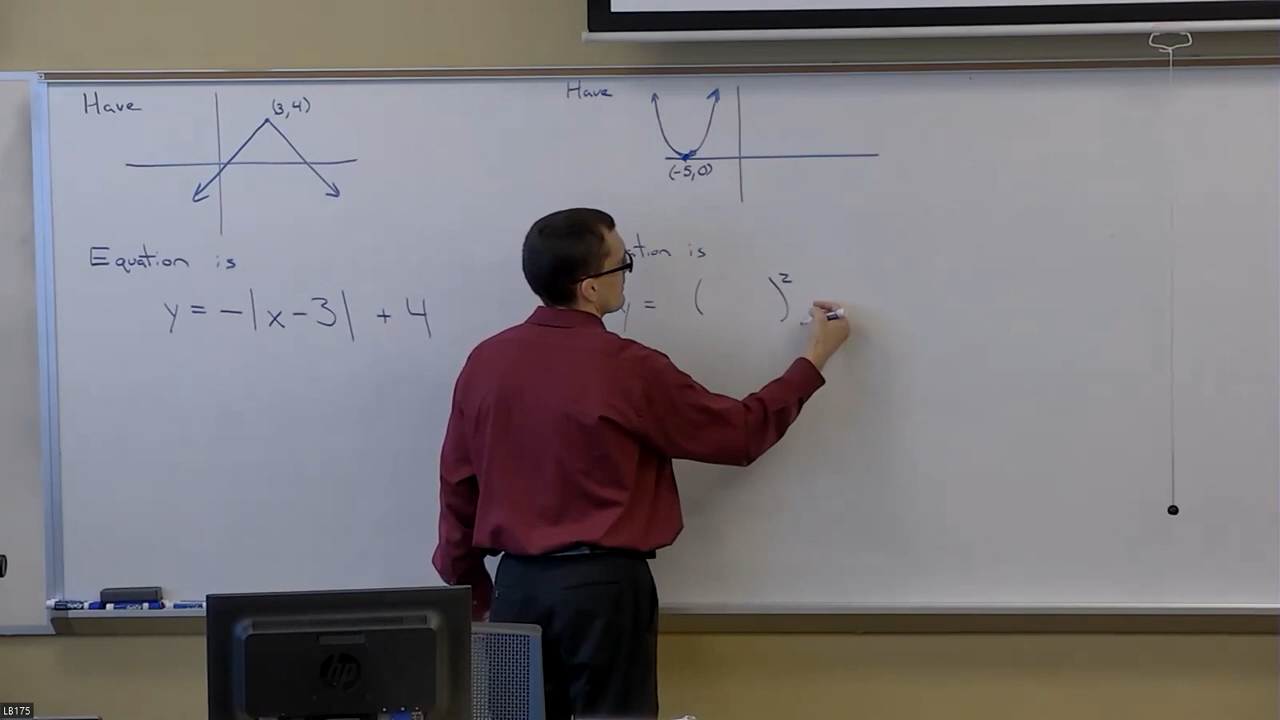 Have
(3,4)
Equation is
y = -|x-3| + 4
Have
(-5,0)
is
y = ( )²
hp
LB175